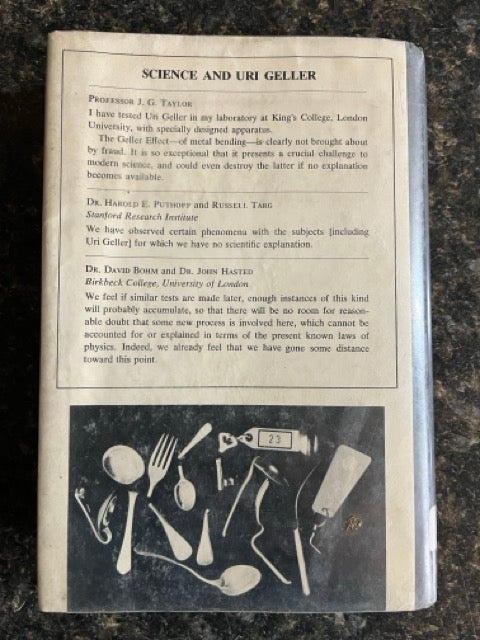 SCIENCE AND URI GELLER
PROFESSOR J. G. TAYLOR
I have tested Uri Geller in my laboratory at King's College, London
University, with specially designed apparatus.
The Geller Effect—of metal bending—is clearly not brought about
by fraud. It is so exceptional that it presents a crucial challenge to
modern science, and could even destroy the latter if no explanation
becomes available.
DR. HAROLD E. PUTHOFF and RUSSELL TARG
Stanford Research Institute
We have observed certain phenomena with the subjects [including
Uri Geller] for which we have no scientific explanation.
DR. DAVID BOHM and DR. JOHN HASTED
Birkbeck College, University of London
We feel if similar tests are made later, enough instances of this kind
will probably accumulate, so that there will be no room for reason-
able doubt that some new process is involved here, which cannot be
accounted for or explained in terms of the present known laws of
physics. Indeed, we already feel that we have gone some distance
toward this point.
23